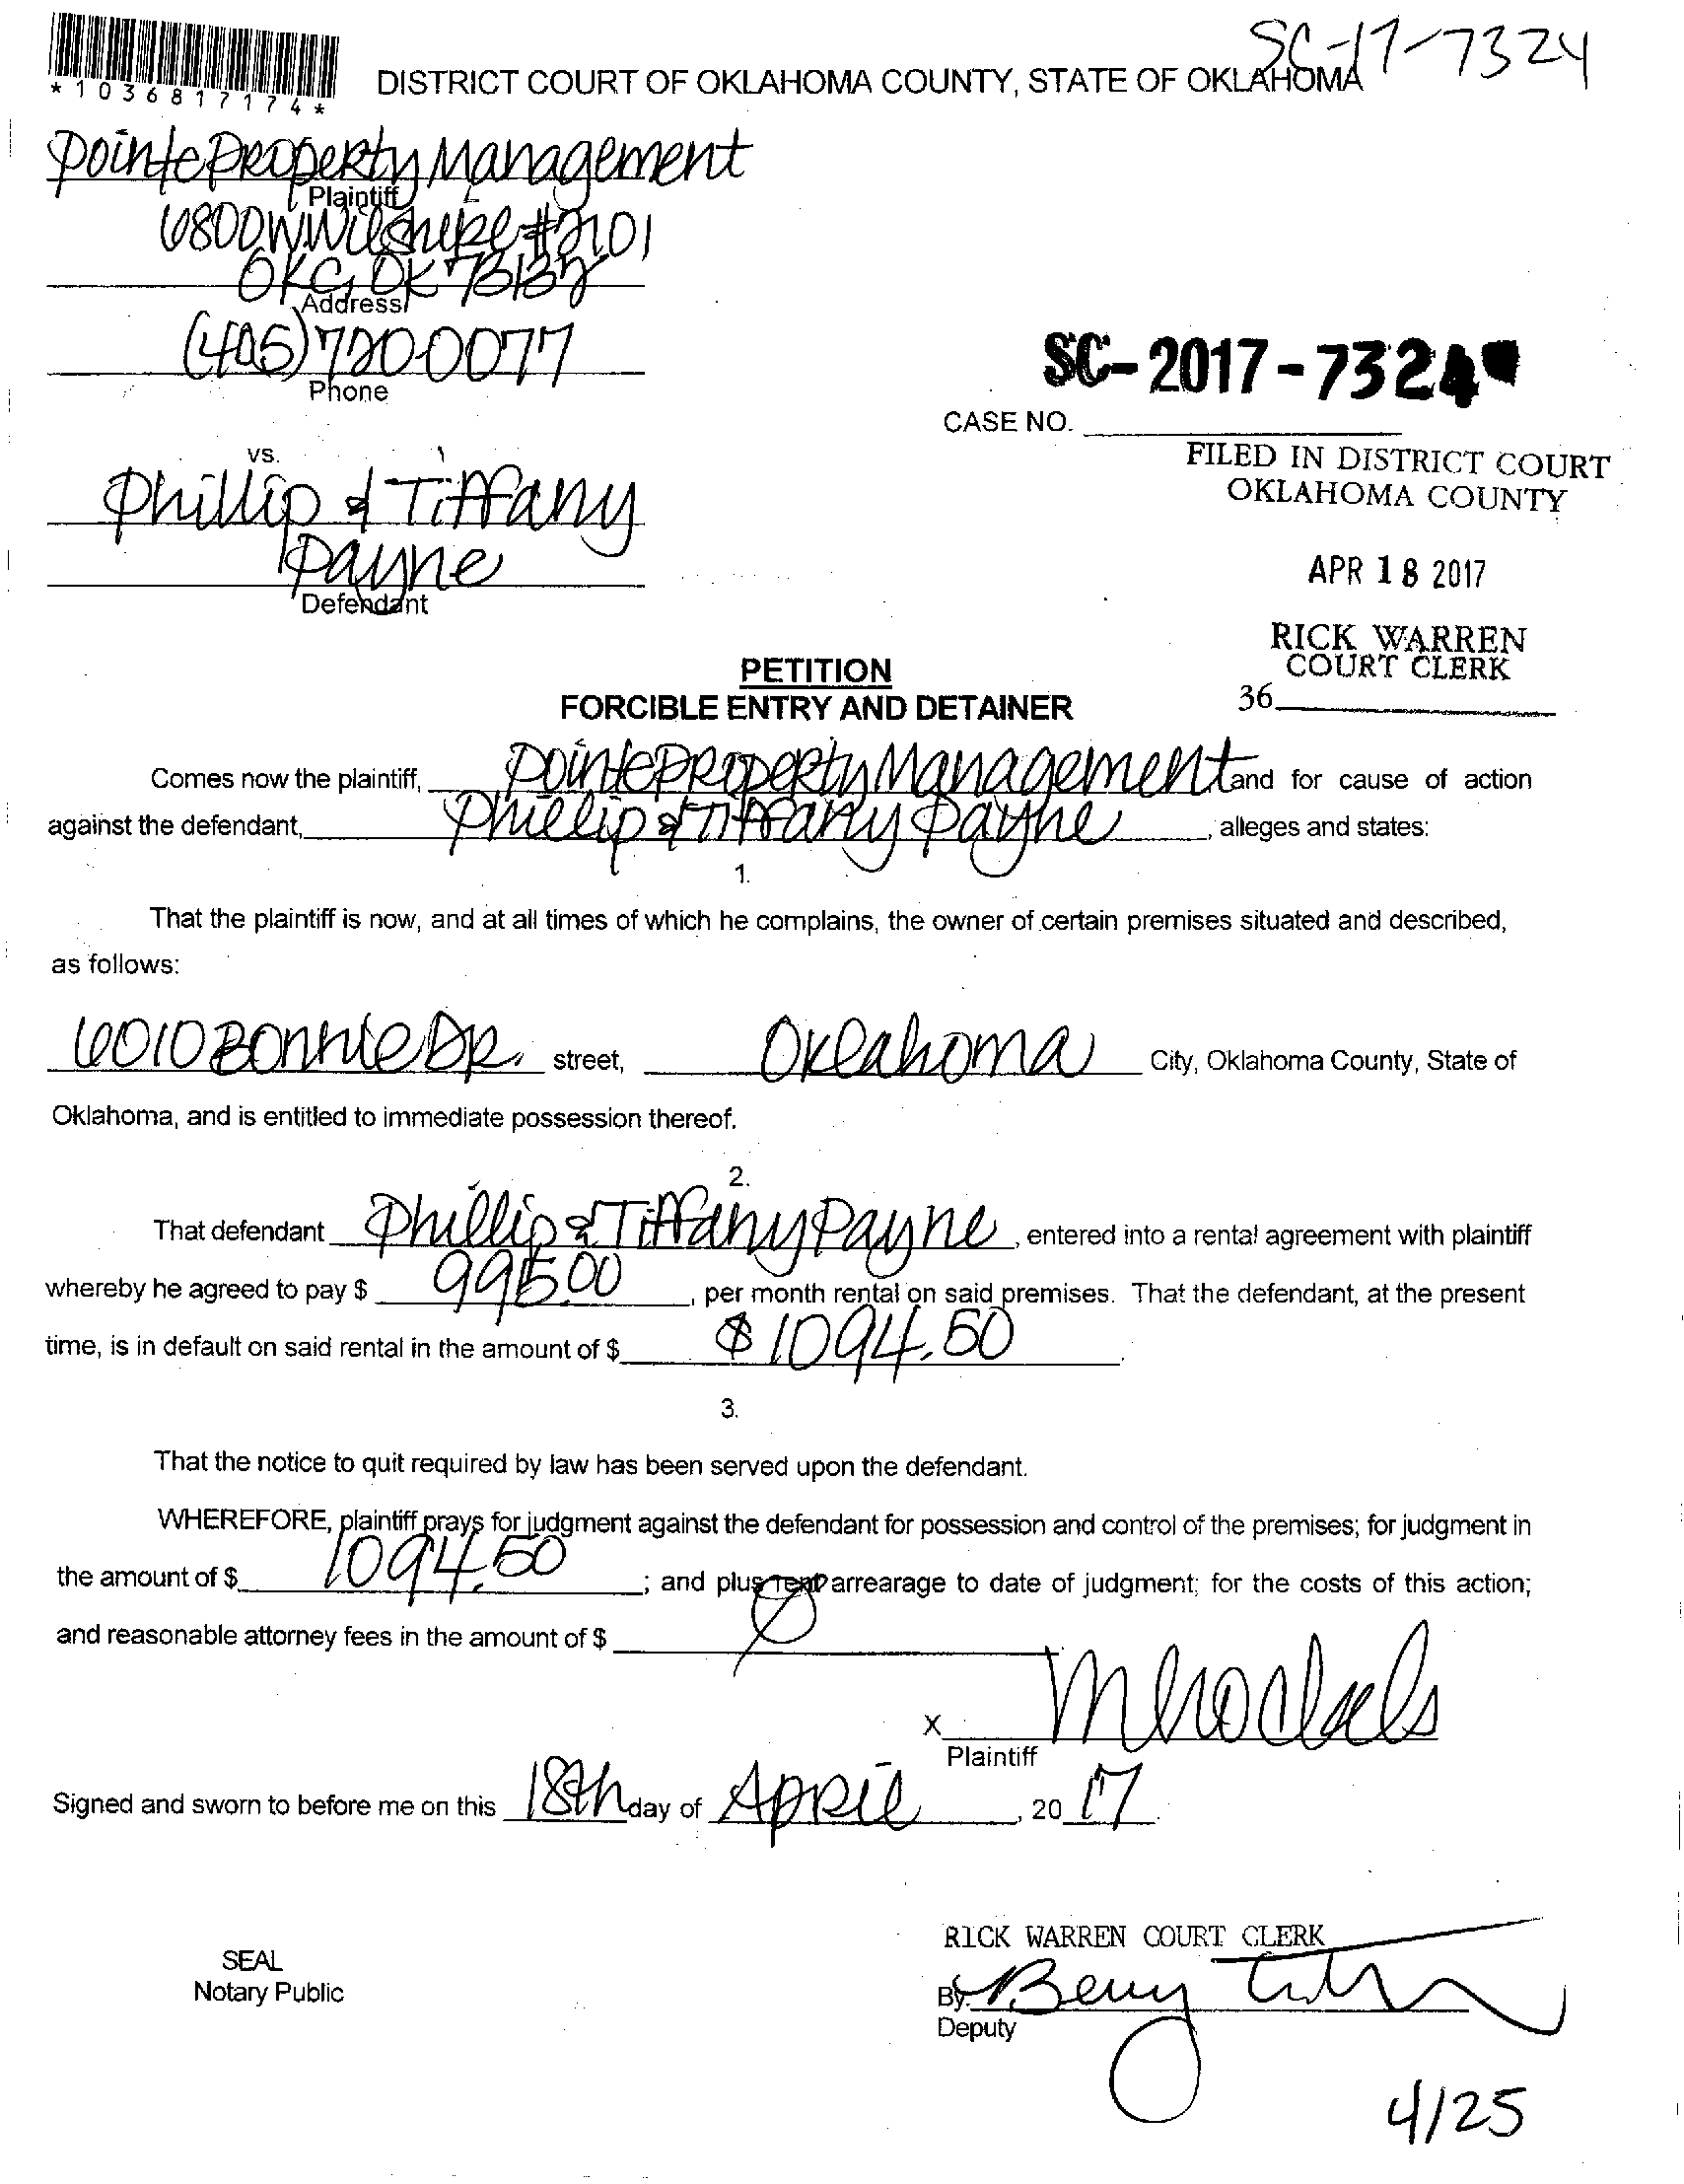 SC-17-7324
*1036817174*
DISTRICT COURT OF OKLAHOMA COUNTY, STATE OF OKLAHOMA
Pointe Property Management
Plaintiff
6800 W Wilshire #2101
OKC, OK 73132
Address
(405) 720-0077
Phone
SC-2017-7324
CASE NO.
vs.
FILED IN DISTRICT COURT
OKLAHOMA COUNTY
Phillip & Tiffany
Payne
Defendant
APR 18 2017
RICK WARREN
COURT CLERK
36
PETITION
FORCIBLE ENTRY AND DETAINER
Comes now the plaintiff, Pointe Property Management and for cause of action
against the defendant, Phillip & Tiffany Payne, alleges and states:
1.
That the plaintiff is now, and at all times of which he complains, the owner of certain premises situated and described,
as follows:
6010 Bonnie Dr. street, Oklahoma City, Oklahoma County, State of
Oklahoma, and is entitled to immediate possession thereof.
2.
That defendant Phillip & Tiffany Payne, entered into a rental agreement with plaintiff
whereby he agreed to pay $ 995.00, per month rental on said premises. That the defendant, at the present
time, is in default on said rental in the amount of $ $1094.50
3.
That the notice to quit required by law has been served upon the defendant.
WHEREFORE, plaintiff prays for judgment against the defendant for possession and control of the premises; for judgment in
the amount of $ 1094.50; and plus rent arrearage to date of judgment; for the costs of this action;
and reasonable attorney fees in the amount of $
x
Plaintiff
Signed and sworn to before me on this 18th day of April, 20 17.
SEAL
Notary Public
RICK WARREN COURT CLERK
By:
Deputy
4/25